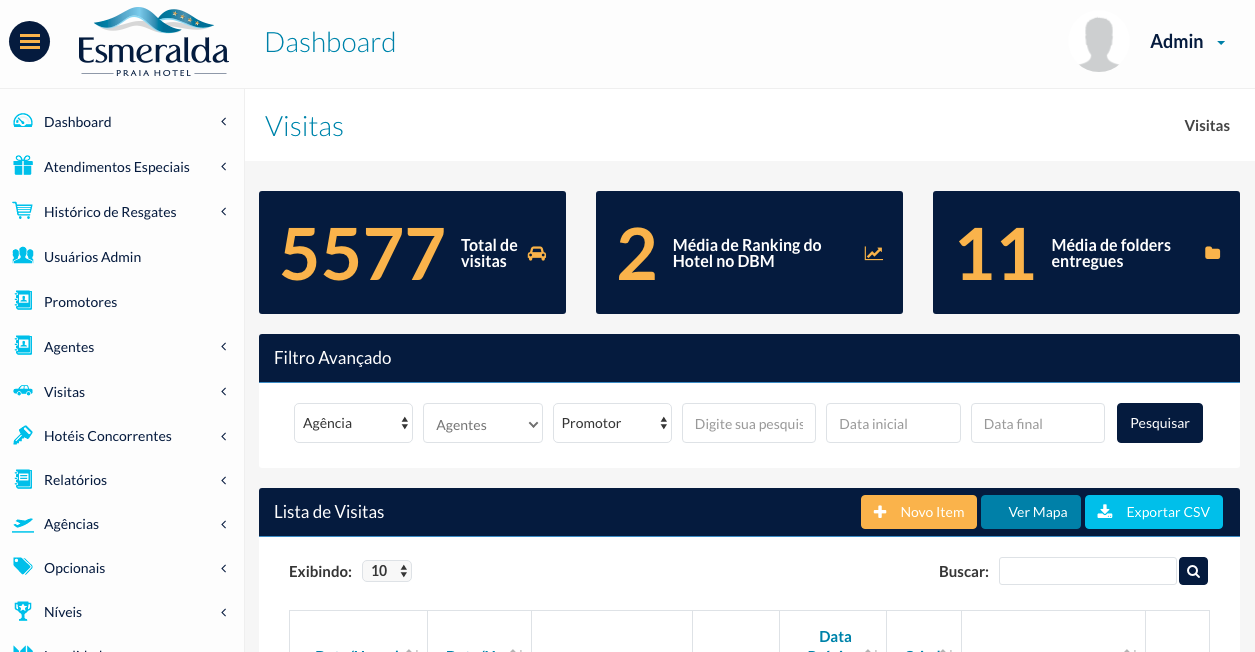 Esmeralda
PRAIA HOTEL
Dashboard
Admin
Dashboard
Atendimentos Especiais
Histórico de Resgates
Usuários Admin
Promotores
Agentes
Visitas
Hotéis Concorrentes
Relatórios
Agências
Opcionais
Níveis
Visitas
Visitas
5577
Total de
visitas
2
Média de Ranking do
Hotel no DBM
11
Média de folders
entregues
Filtro Avançado
Agência
Agentes
Promotor
Digite sua pesquis
Data inicial
Data final
Pesquisar
Lista de Visitas
Novo Item
Ver Mapa
Exportar CSV
Exibindo:
10
Buscar:
Data